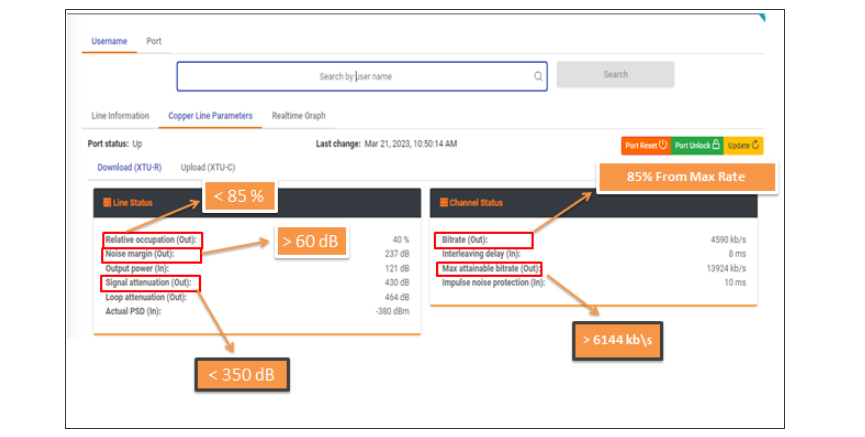 Username Port
Search by user name
Search
Line Information Copper Line Parameters Realtime Graph
Port status: Up Last change: Mar 21, 2023, 10:50:14 AM
Port Reset Port Unlock Update
Download (XTU-R) Upload (XTU-C)
85% From Max Rate
Line Status
< 85 %
Channel Status
Relative occupation (Out): 40 %
Noise margin (Out): 237 dB
> 60 dB
Output power (In): 121 dB
Signal attenuation (Out): 430 dB
Loop attenuation (Out): 464 dB
Actual PSD (In): -380 dBm
Bitrate (Out): 4590 kb/s
Interleaving delay (In): 8 ms
Max attainable bitrate (Out): 13924 kb/s
Impulse noise protection (In): 10 ms
> 6144 kb\s
< 350 dB